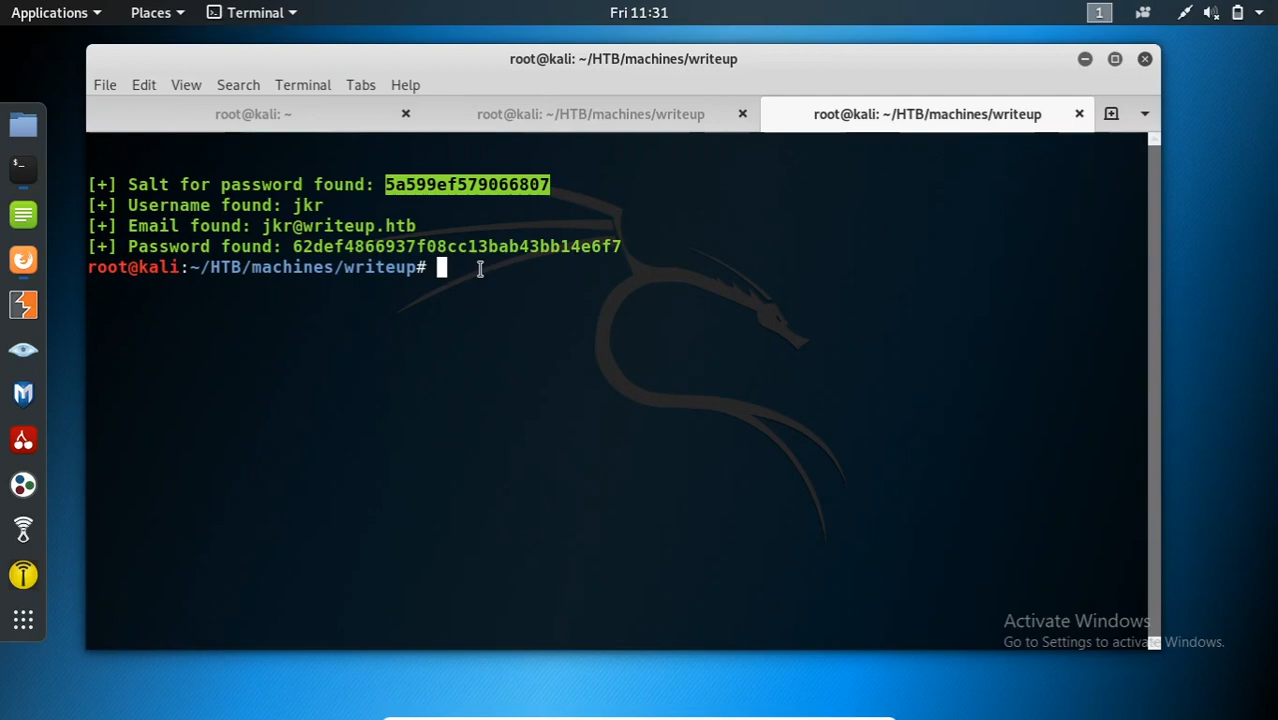 Applications Places Terminal Fri 11:31 1
root@kali: ~/HTB/machines/writeup
File Edit View Search Terminal Tabs Help
root@kali: ~ root@kali: ~/HTB/machines/writeup root@kali: ~/HTB/machines/writeup
[+] Salt for password found: 5a599ef579066807
[+] Username found: jkr
[+] Email found: jkr@writeup.htb
[+] Password found: 62def4866937f08cc13bab43bb14e6f7
root@kali:~/HTB/machines/writeup#
Activate Windows
Go to Settings to activate Windows.